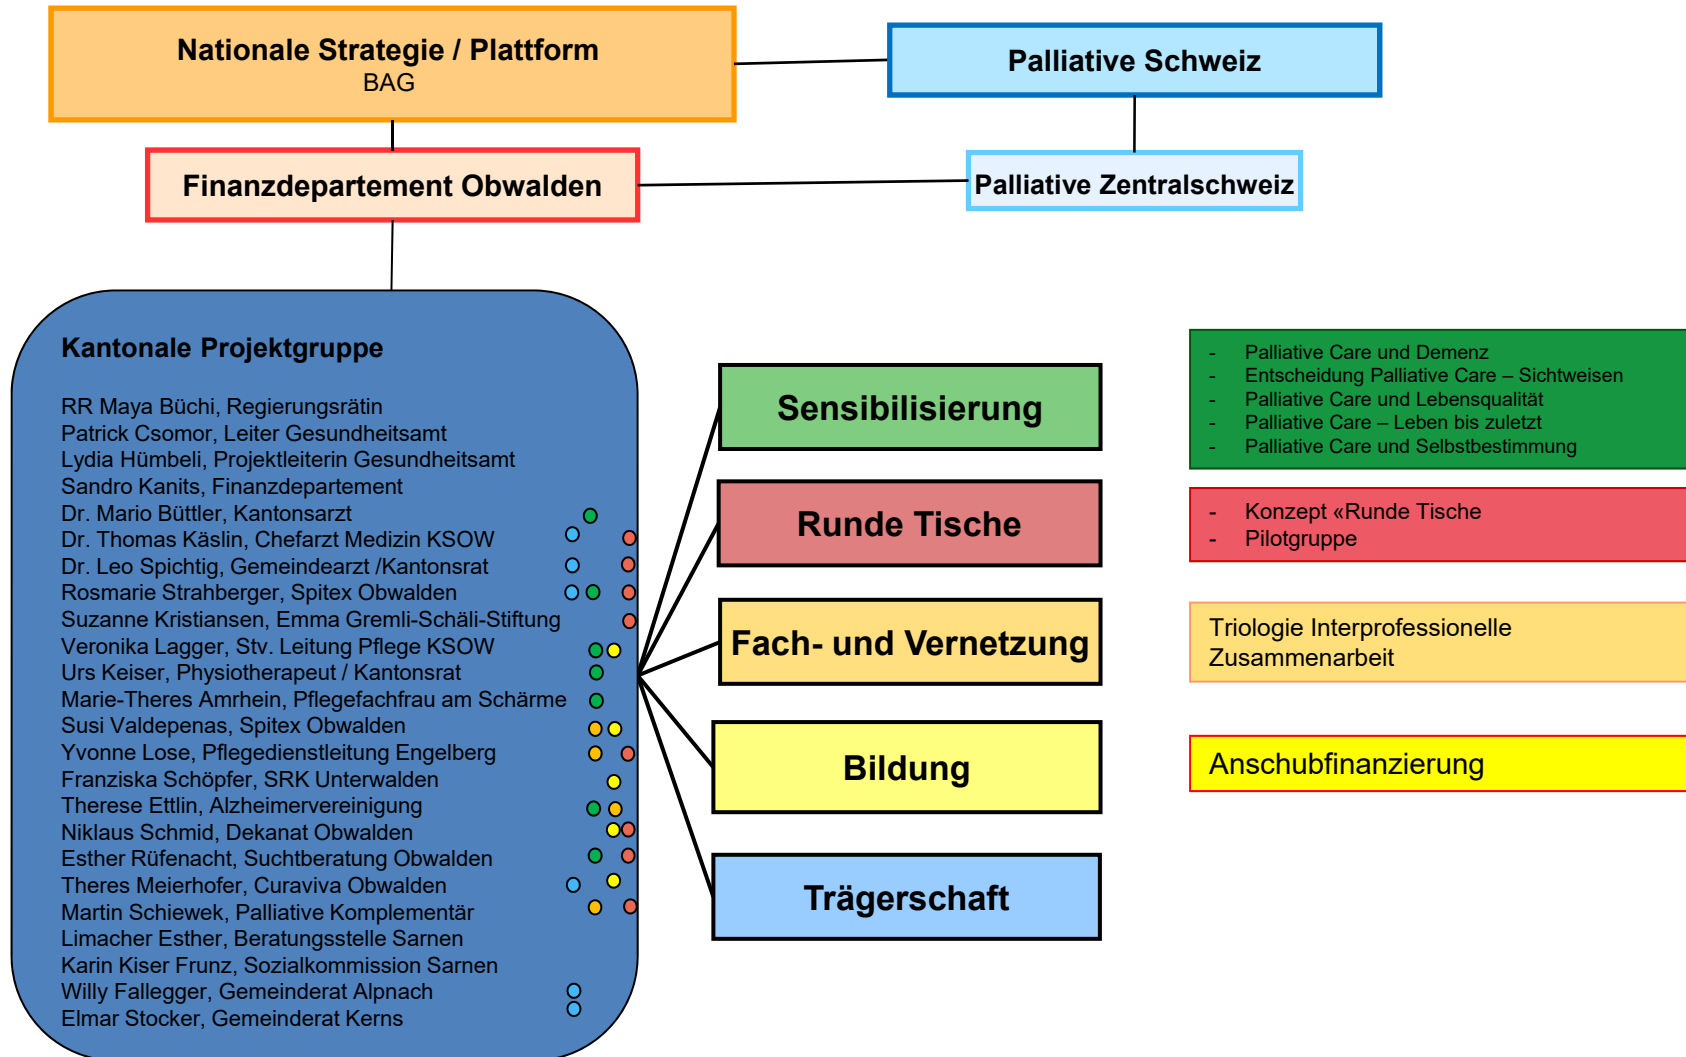 Nationale Strategie / Plattform
BAG
Palliative Schweiz
Finanzdepartement Obwalden
Palliative Zentralschweiz
Kantonale Projektgruppe
RR Maya Büchi, Regierungsrätin
Patrick Csomor, Leiter Gesundheitsamt
Lydia Hümbeli, Projektleiterin Gesundheitsamt
Sandro Kanits, Finanzdepartement
Dr. Mario Büttler, Kantonsarzt
Dr. Thomas Käslin, Chefarzt Medizin KSOW
Dr. Leo Spichtig, Gemeindearzt /Kantonsrat
Rosmarie Strahberger, Spitex Obwalden
Suzanne Kristiansen, Emma Gremli-Schäli-Stiftung
Veronika Lagger, Stv. Leitung Pflege KSOW
Urs Keiser, Physiotherapeut / Kantonsrat
Marie-Theres Amrhein, Pflegefachfrau am Schärme
Susi Valdepenas, Spitex Obwalden
Yvonne Lose, Pflegedienstleitung Engelberg
Franziska Schöpfer, SRK Unterwalden
Therese Ettlin, Alzheimervereinigung
Niklaus Schmid, Dekanat Obwalden
Esther Rüfenacht, Suchtberatung Obwalden
Theres Meierhofer, Curaviva Obwalden
Martin Schiewek, Palliative Komplementär
Limacher Esther, Beratungsstelle Sarnen
Karin Kiser Frunz, Sozialkommission Sarnen
Willy Fallegger, Gemeinderat Alpnach
Elmar Stocker, Gemeinderat Kerns
Sensibilisierung
Runde Tische
Fach- und Vernetzung
Bildung
Trägerschaft
- Palliative Care und Demenz
- Entscheidung Palliative Care – Sichtweisen
- Palliative Care und Lebensqualität
- Palliative Care – Leben bis zuletzt
- Palliative Care und Selbstbestimmung
- Konzept «Runde Tische
- Pilotgruppe
Triologie Interprofessionelle
Zusammenarbeit
Anschubfinanzierung